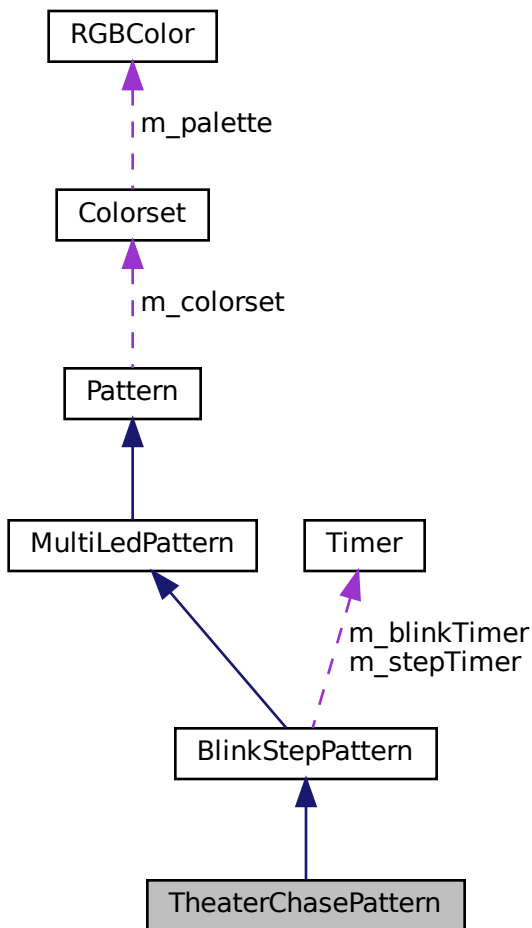 RGBColor
m_palette
Colorset
m_colorset
Pattern
MultiLedPattern
Timer
m_blinkTimer
m_stepTimer
BlinkStepPattern
TheaterChasePattern